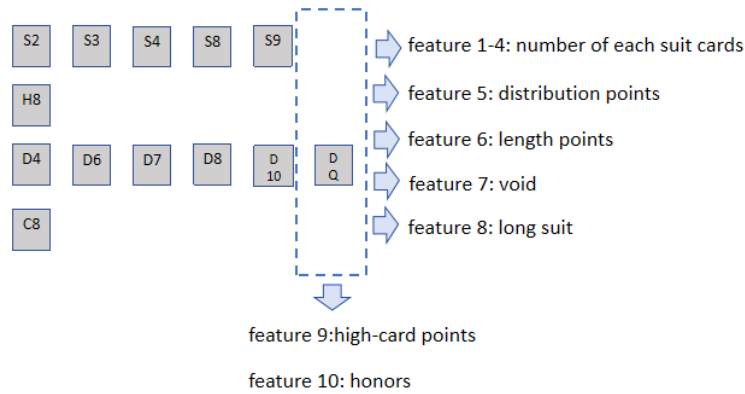 S2 S3 S4 S8 S9
H8
D4 D6 D7 D8 D 10 D Q
C8
feature 1-4: number of each suit cards
feature 5: distribution points
feature 6: length points
feature 7: void
feature 8: long suit
feature 9:high-card points
feature 10: honors